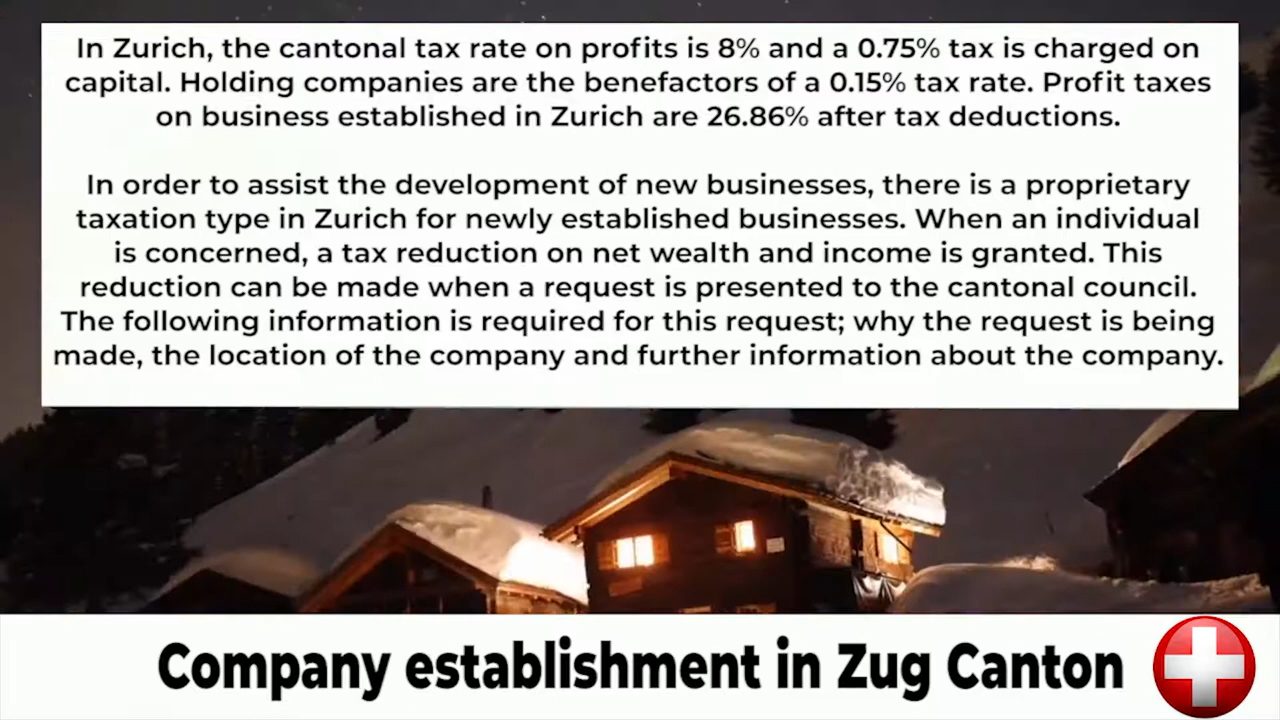 In Zurich, the cantonal tax rate on profits is 8% and a 0.75% tax is charged on
capital. Holding companies are the benefactors of a 0.15% tax rate. Profit taxes
on business established in Zurich are 26.86% after tax deductions.
In order to assist the development of new businesses, there is a proprietary
taxation type in Zurich for newly established businesses. When an individual
is concerned, a tax reduction on net wealth and income is granted. This
reduction can be made when a request is presented to the cantonal council.
The following information is required for this request; why the request is being
made, the location of the company and further information about the company.
Company establishment in Zug Canton